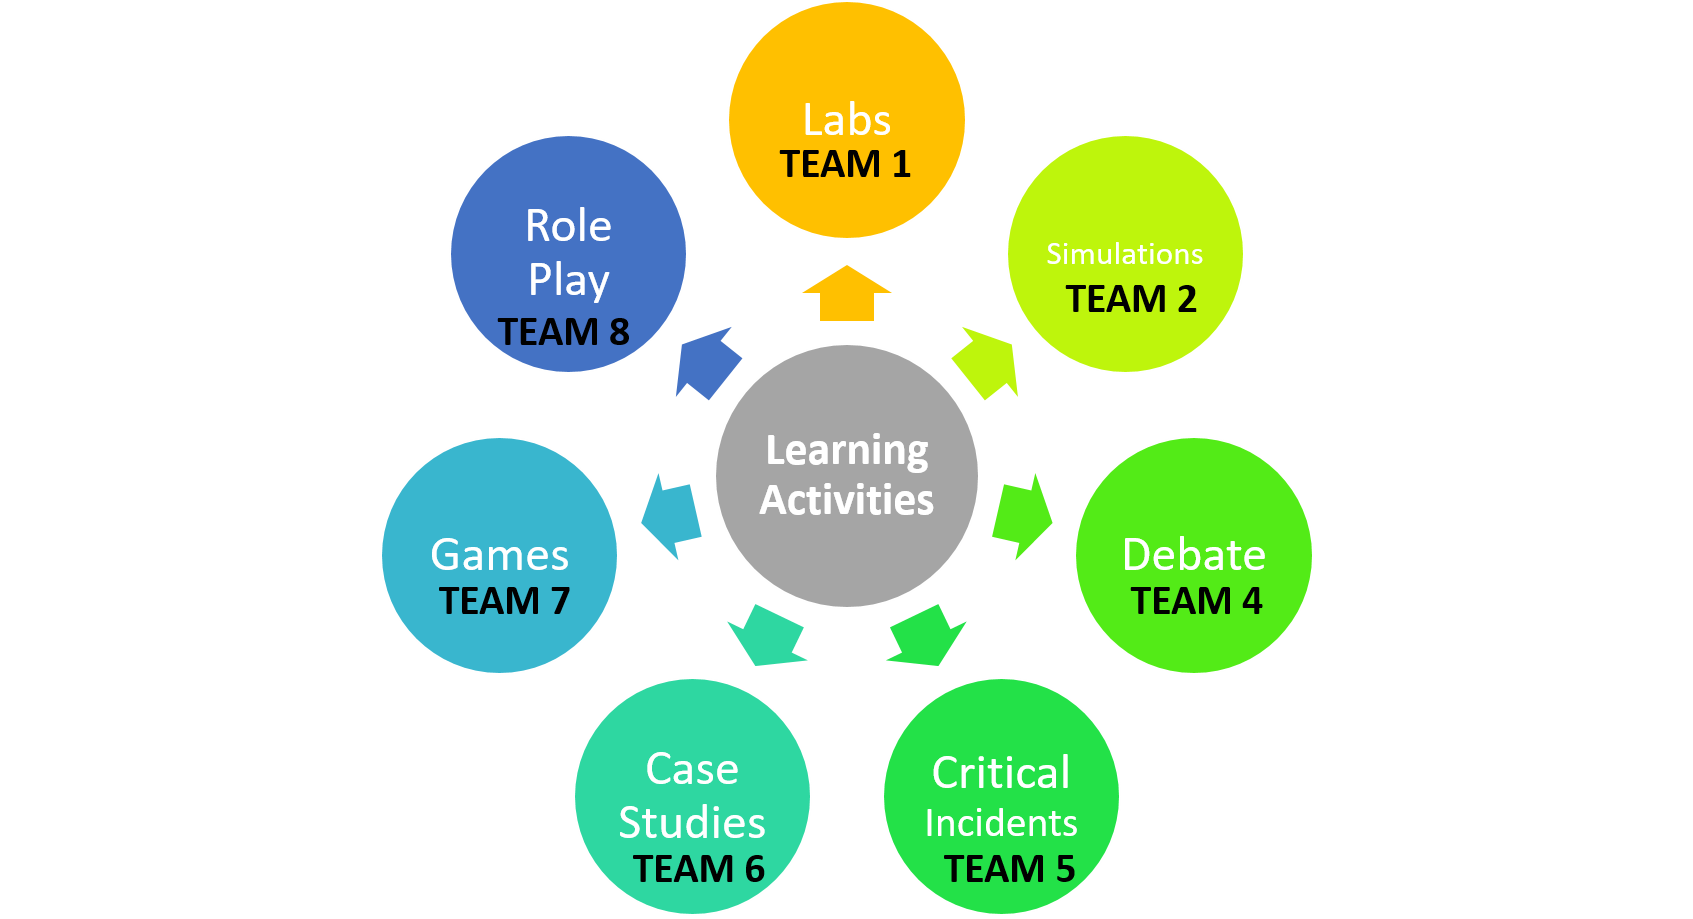 Labs
TEAM 1
Simulations
TEAM 2
Debate
TEAM 4
Critical
Incidents
TEAM 5
Case
Studies
TEAM 6
Games
TEAM 7
Role
Play
TEAM 8
Learning
Activities